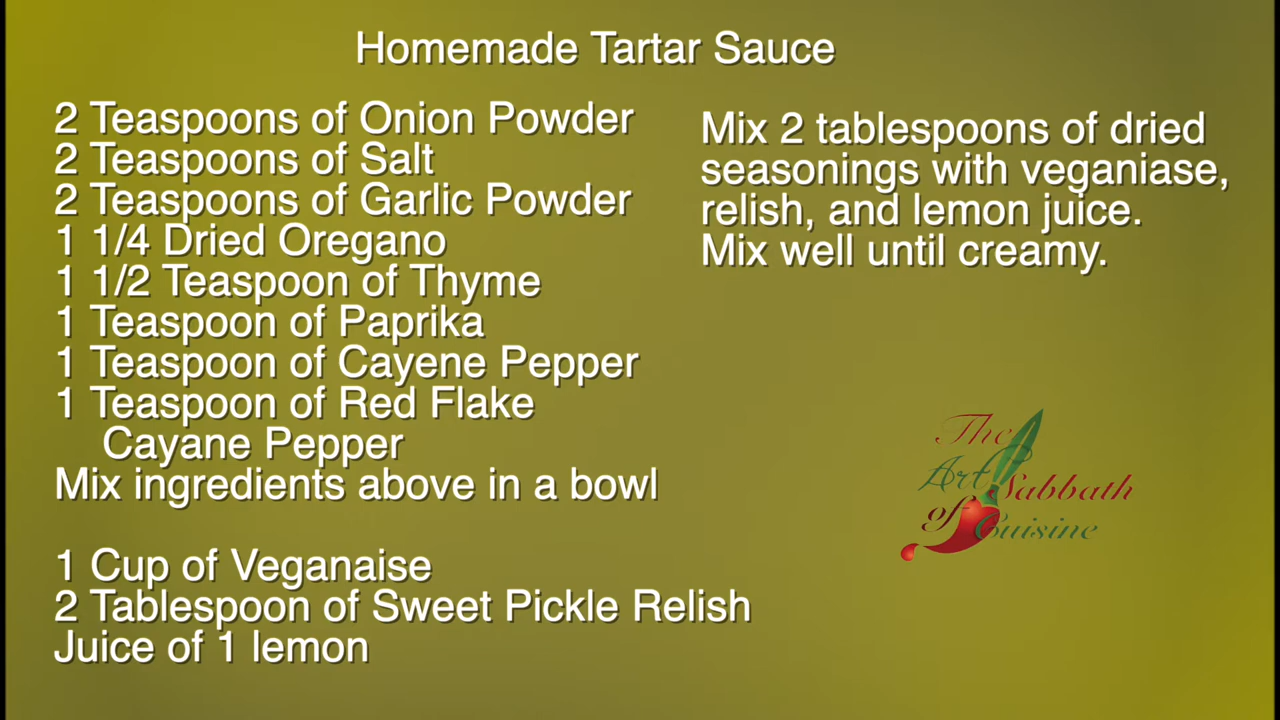 Homemade Tartar Sauce
2 Teaspoons of Onion Powder
2 Teaspoons of Salt
2 Teaspoons of Garlic Powder
1 1/4 Dried Oregano
1 1/2 Teaspoon of Thyme
1 Teaspoon of Paprika
1 Teaspoon of Cayene Pepper
1 Teaspoon of Red Flake
Cayane Pepper
Mix ingredients above in a bowl
1 Cup of Veganaise
2 Tablespoon of Sweet Pickle Relish
Juice of 1 lemon
Mix 2 tablespoons of dried
seasonings with veganiase,
relish, and lemon juice.
Mix well until creamy.
The
Art
Sabbath
of
Cuisine